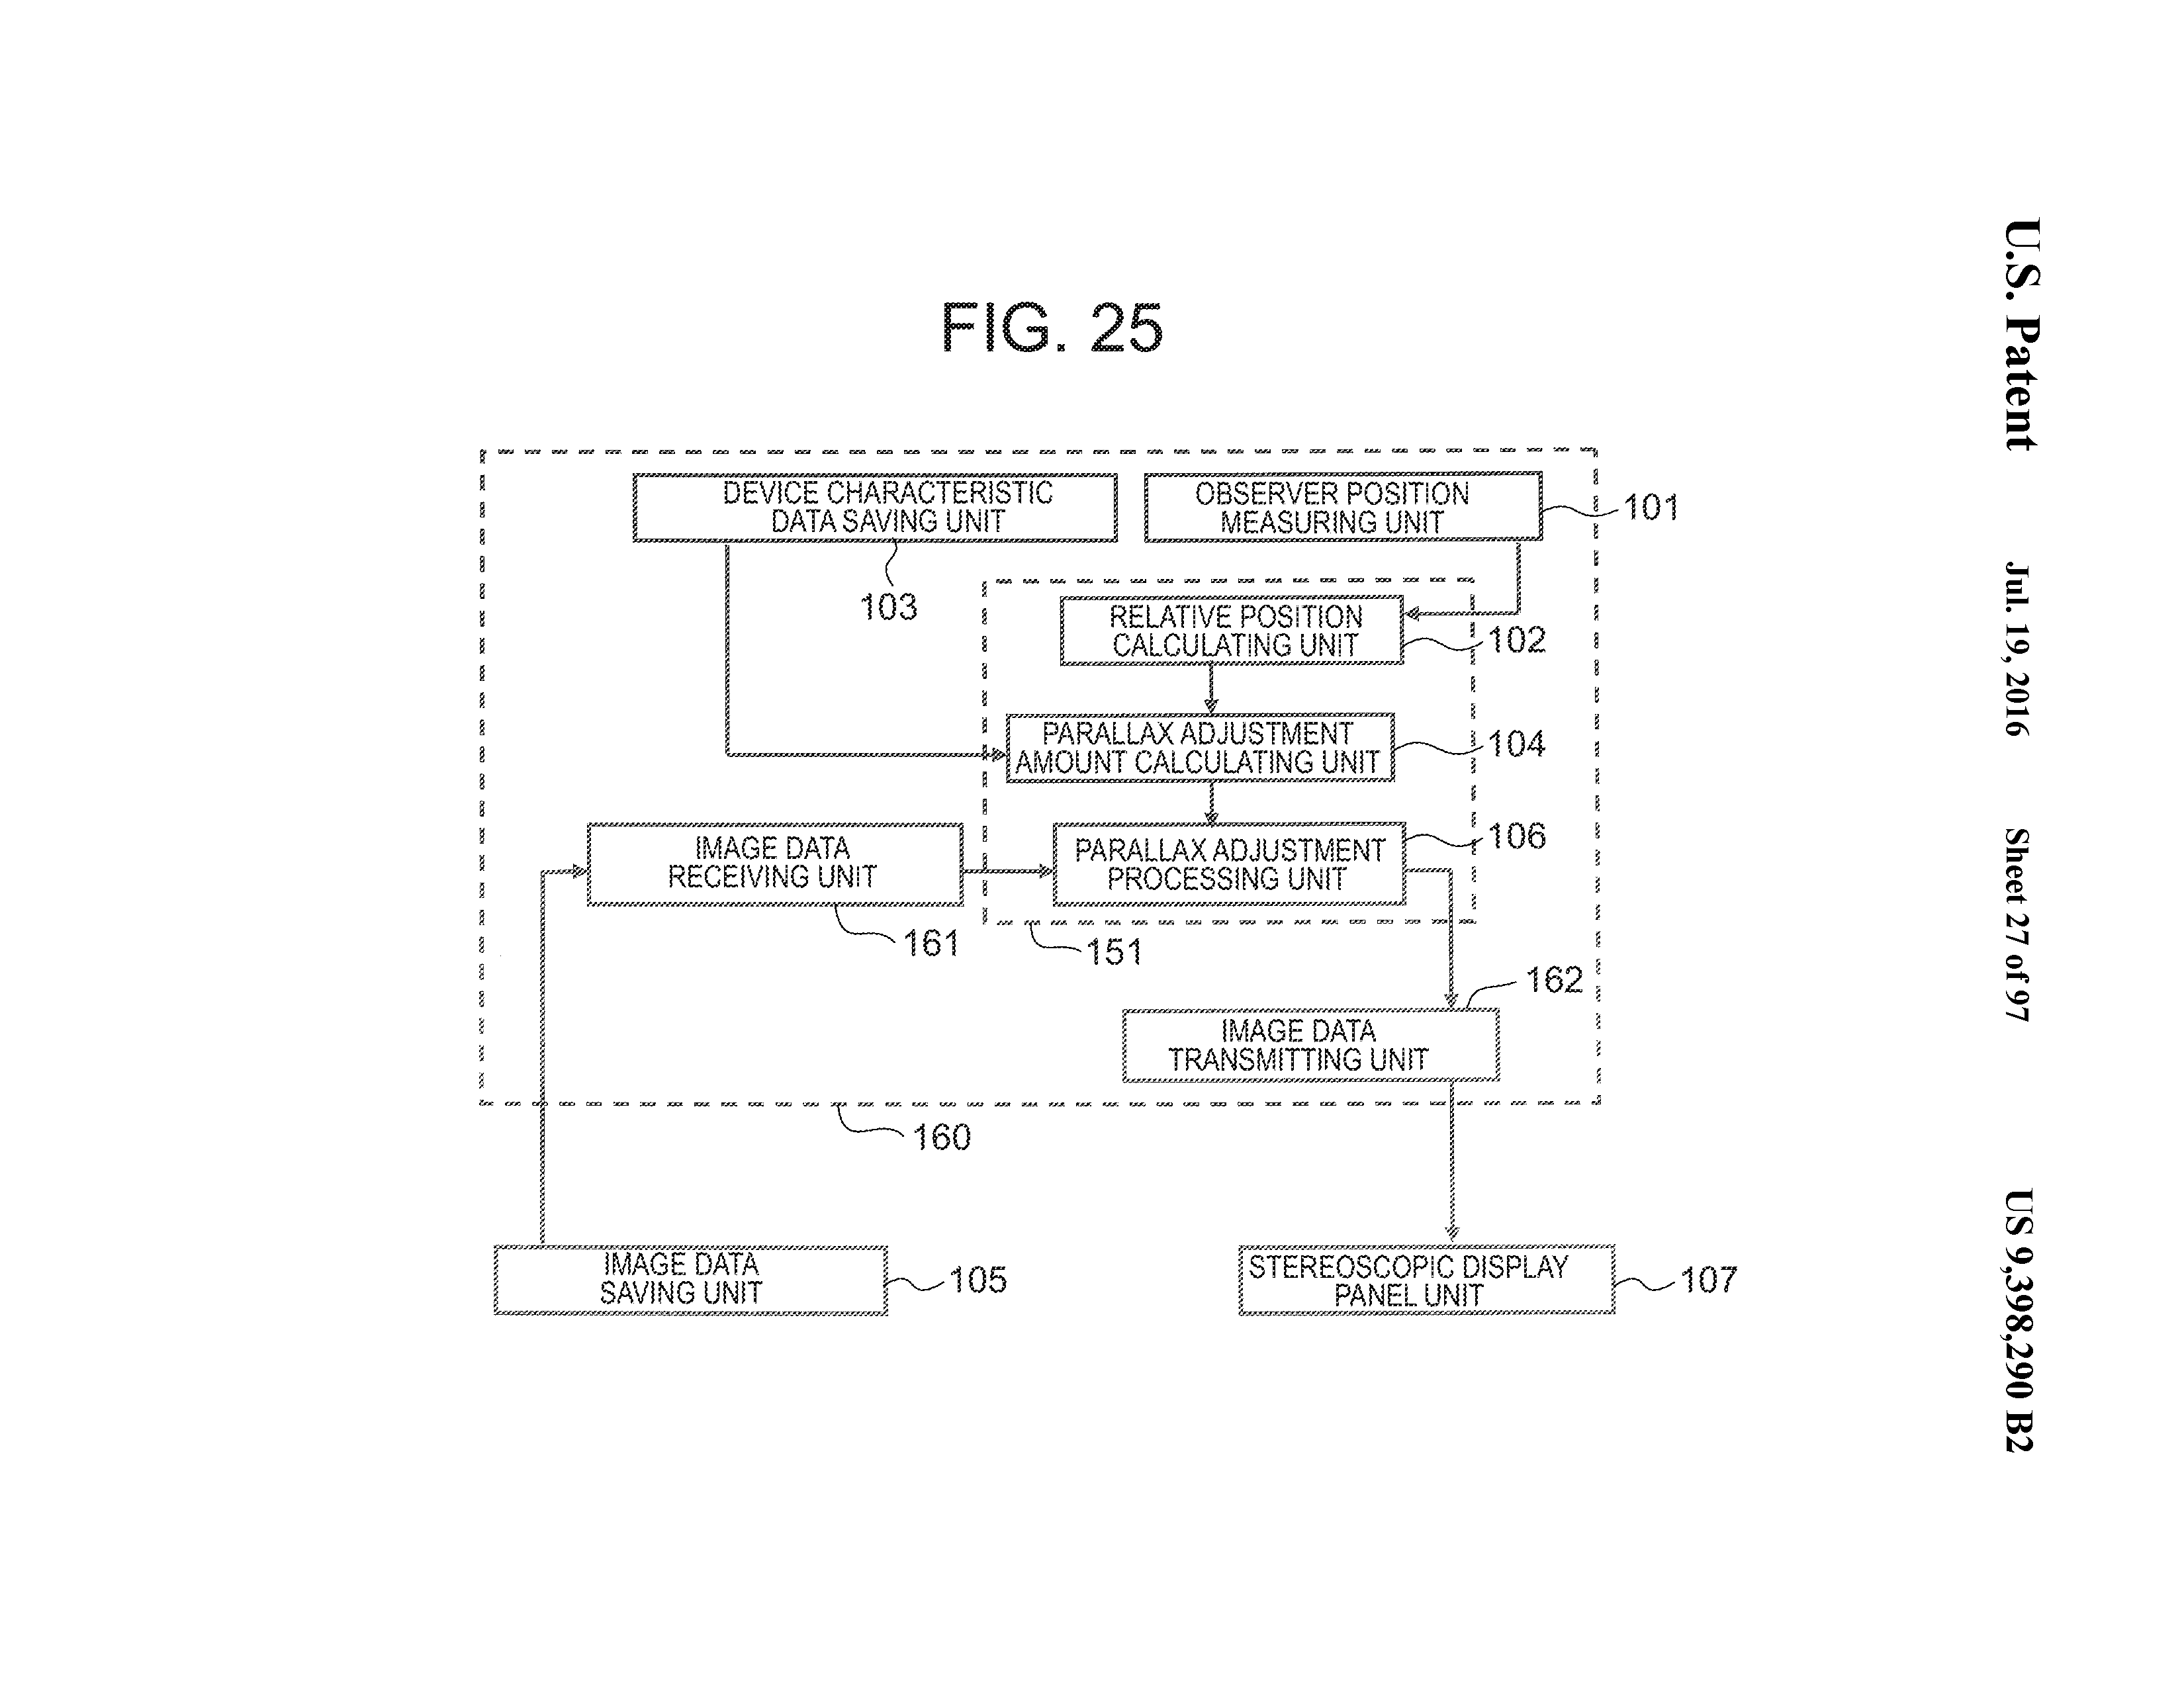 U.S. Patent
Jul. 19, 2016
Sheet 27 of 97
US 9,398,290 B2
FIG. 25
DEVICE CHARACTERISTIC
DATA SAVING UNIT
103
OBSERVER POSITION
MEASURING UNIT
101
RELATIVE POSITION
CALCULATING UNIT
102
PARALLAX ADJUSTMENT
AMOUNT CALCULATING UNIT
104
IMAGE DATA
RECEIVING UNIT
161
PARALLAX ADJUSTMENT
PROCESSING UNIT
106
151
162
IMAGE DATA
TRANSMITTING UNIT
160
IMAGE DATA
SAVING UNIT
105
STEREOSCOPIC DISPLAY
PANEL UNIT
107